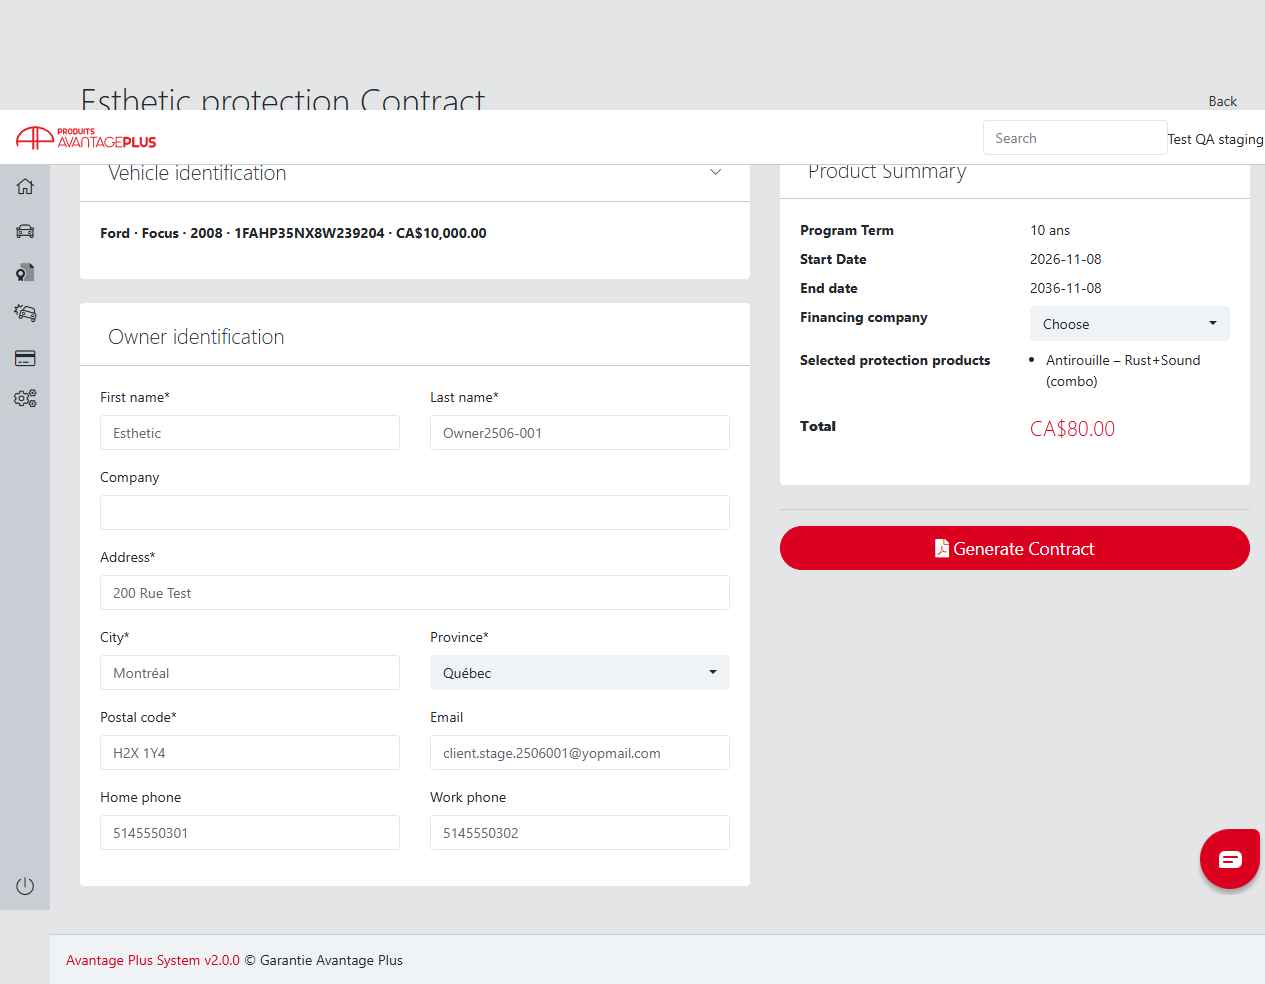 Esthetic protection Contract
Back
PRODUITS
AVANTAGEPLUS
Search
Test QA staging
Vehicle identification
Ford · Focus · 2008 · 1FAHP35NX8W239204 · CA$10,000.00
Owner identification
First name*
Last name*
Esthetic
Owner2506-001
Company
Address*
200 Rue Test
City*
Province*
Montréal
Québec
Postal code*
Email
H2X 1Y4
client.stage.2506001@yopmail.com
Home phone
Work phone
5145550301
5145550302
Product Summary
Program Term
10 ans
Start Date
2026-11-08
End date
2036-11-08
Financing company
Choose
Selected protection products
• Antirouille – Rust+Sound
(combo)
Total
CA$80.00
Generate Contract
Avantage Plus System v2.0.0 © Garantie Avantage Plus